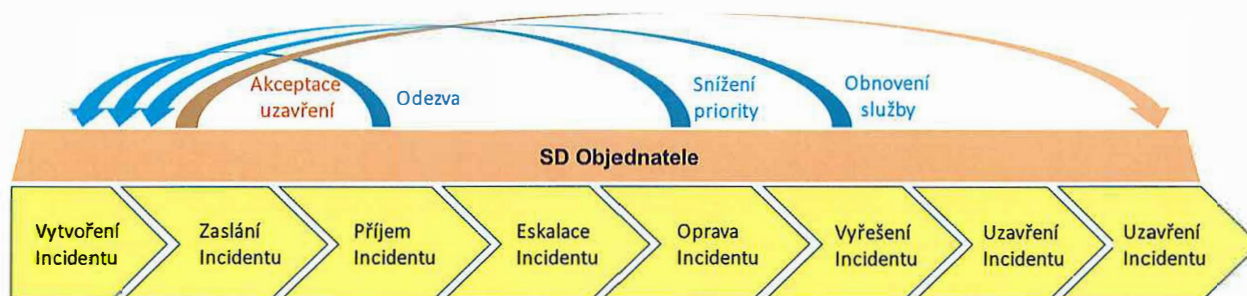 Akceptace
uzavření
Odezva
Snížení
priority
Obnovení
služby
SD Objednatele
Vytvoření
Incidentu
Zaslání
Incidentu
Příjem
Incidentu
Eskalace
Incidentu
Oprava
Incidentu
Vyřešení
Incidentu
Uzavření
Incidentu
Uzavření
Incidentu